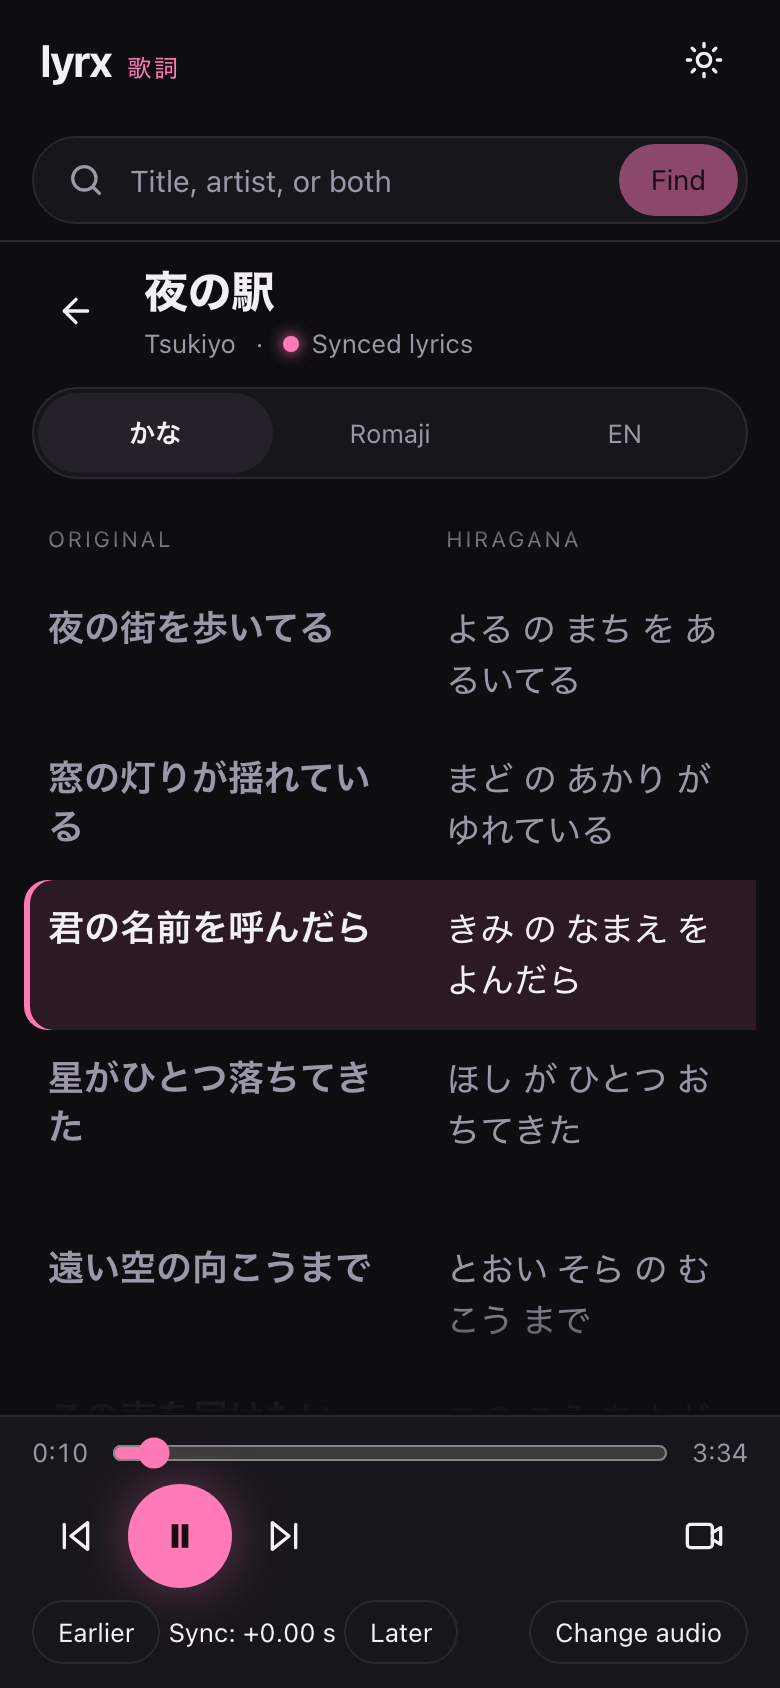 lyrx 歌詞
Title, artist, or both
Find
夜の駅
Tsukiyo · Synced lyrics
かな Romaji EN
ORIGINAL HIRAGANA
夜の街を歩いてる
よる の まち を あ
るいてる
窓の灯りが揺れてい
る
まど の あかり が
ゆれている
君の名前を呼んだら
きみ の なまえ を
よんだら
星がひとつ落ちてき
た
ほし が ひとつ お
ちてきた
遠い空の向こうまで
とおい そら の む
こう まで
0:10 3:34
Earlier Sync: +0.00 s Later Change audio